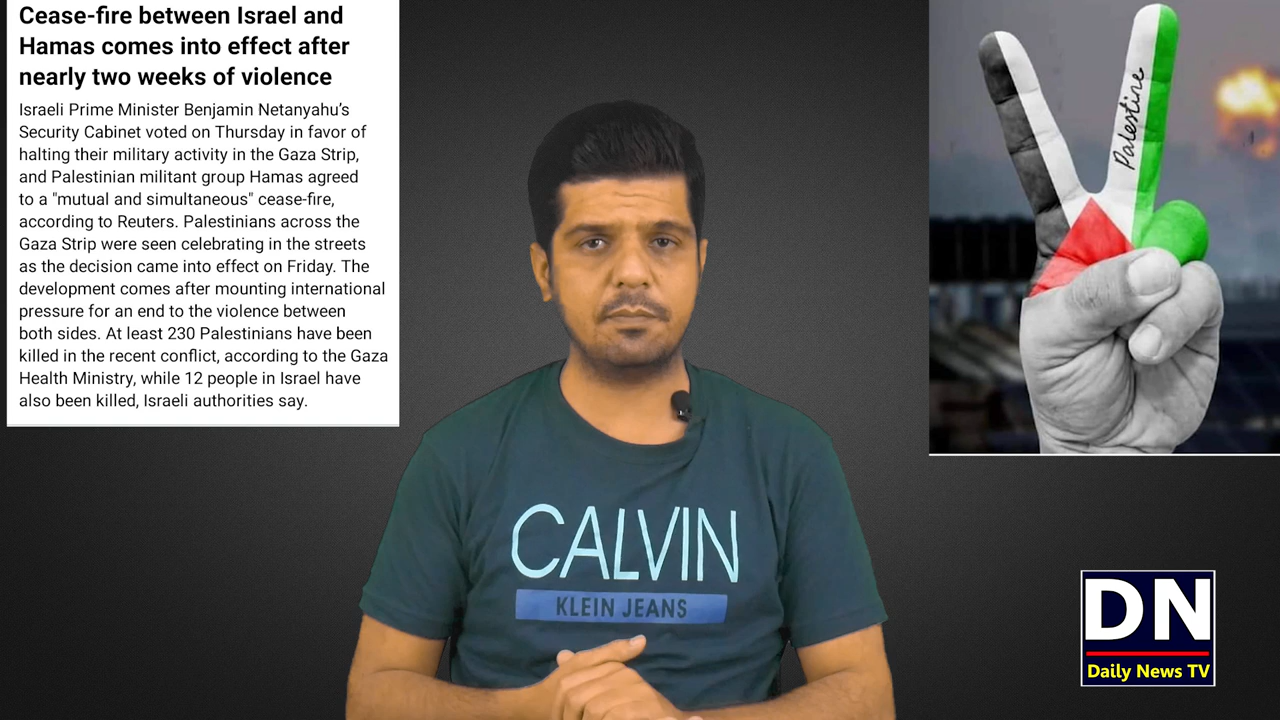 Cease-fire between Israel and
Hamas comes into effect after
nearly two weeks of violence
Israeli Prime Minister Benjamin Netanyahu’s
Security Cabinet voted on Thursday in favor of
halting their military activity in the Gaza Strip,
and Palestinian militant group Hamas agreed
to a "mutual and simultaneous" cease-fire,
according to Reuters. Palestinians across the
Gaza Strip were seen celebrating in the streets
as the decision came into effect on Friday. The
development comes after mounting international
pressure for an end to the violence between
both sides. At least 230 Palestinians have been
killed in the recent conflict, according to the Gaza
Health Ministry, while 12 people in Israel have
also been killed, Israeli authorities say.
Palestine
CALVIN
KLEIN JEANS
DN
Daily News TV